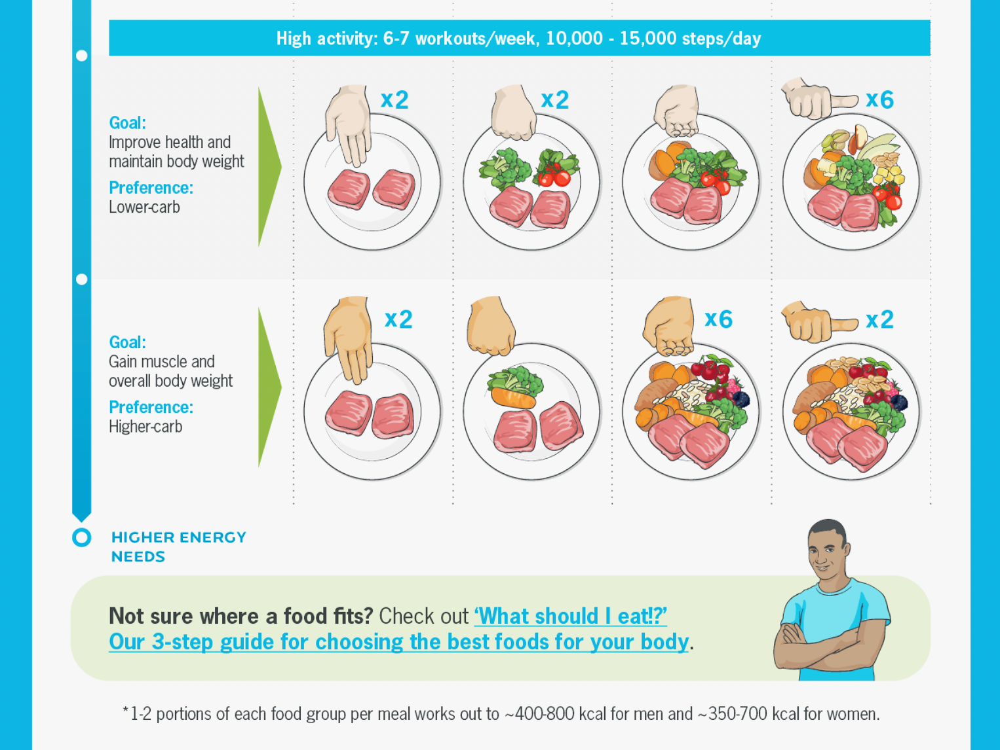 High activity: 6-7 workouts/week, 10,000 - 15,000 steps/day
Goal:
Improve health and
maintain body weight
Preference:
Lower-carb
x2
x2
x6
Goal:
Gain muscle and
overall body weight
Preference:
Higher-carb
x2
x6
x2
HIGHER ENERGY
NEEDS
Not sure where a food fits? Check out ‘What should I eat!?’
Our 3-step guide for choosing the best foods for your body.
*1-2 portions of each food group per meal works out to ~400-800 kcal for men and ~350-700 kcal for women.